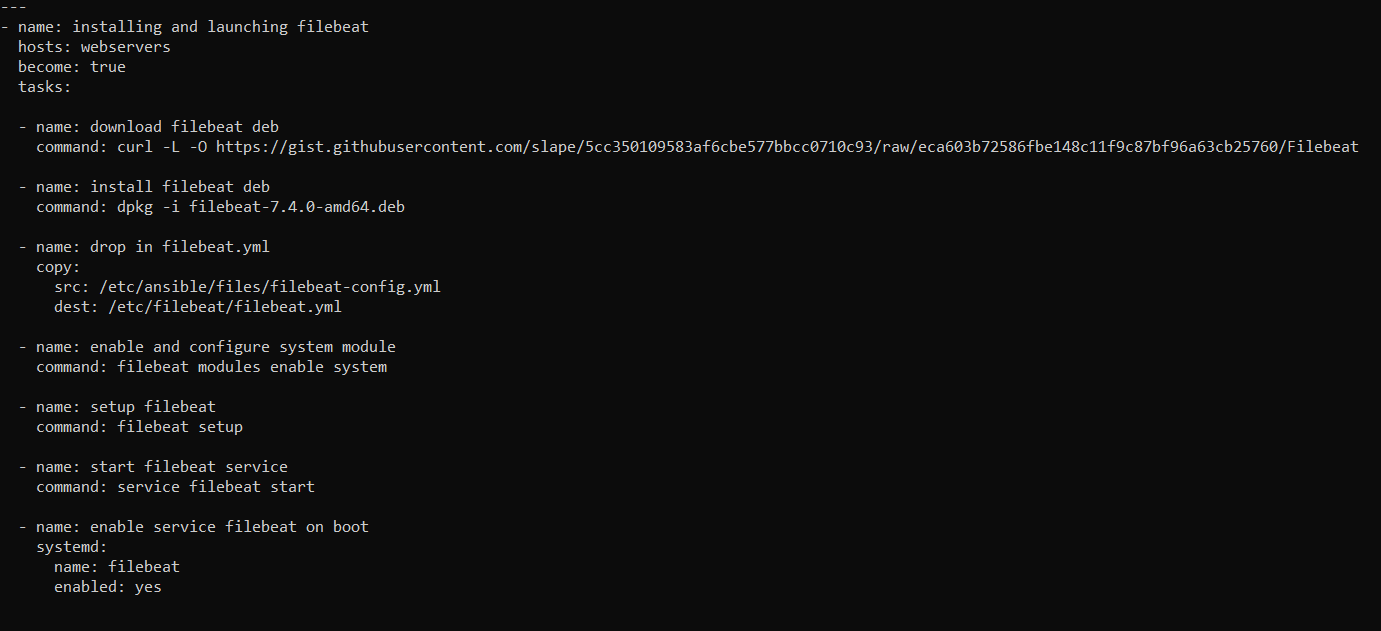 ---
- name: installing and launching filebeat
  hosts: webservers
  become: true
  tasks:
  - name: download filebeat deb
    command: curl -L -O https://gist.githubusercontent.com/slape/5cc350109583af6cbe577bbcc0710c93/raw/eca603b72586fbe148c11f9c87bf96a63cb25760/Filebeat
  - name: install filebeat deb
    command: dpkg -i filebeat-7.4.0-amd64.deb
  - name: drop in filebeat.yml
    copy:
      src: /etc/ansible/files/filebeat-config.yml
      dest: /etc/filebeat/filebeat.yml
  - name: enable and configure system module
    command: filebeat modules enable system
  - name: setup filebeat
    command: filebeat setup
  - name: start filebeat service
    command: service filebeat start
  - name: enable service filebeat on boot
    systemd:
      name: filebeat
      enabled: yes